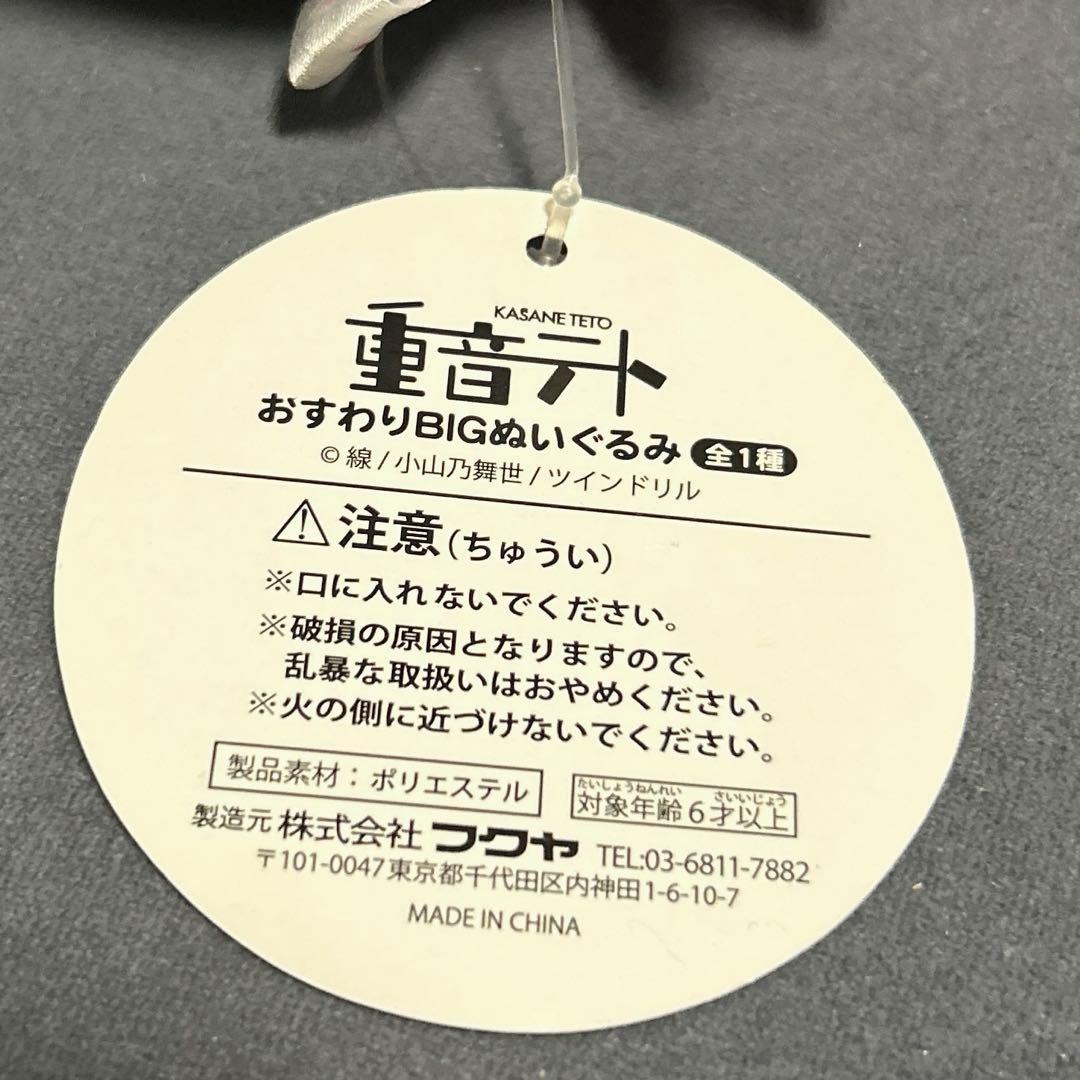 KASANE TETO
重音テト
おすわりBIGぬいぐるみ 全1種
© 線 / 小山乃舞世 / ツインドリル
注意(ちゅうい)
※口に入れないでください。
※破損の原因となりますので、
乱暴な取扱いはおやめください。
※火の側に近づけないでください。
製品素材：ポリエステル
たいしょうねんれい さいいじょう
対象年齢6才以上
製造元 株式会社フクヤ TEL:03-6811-7882
〒101-0047 東京都千代田区内神田1-6-10-7
MADE IN CHINA